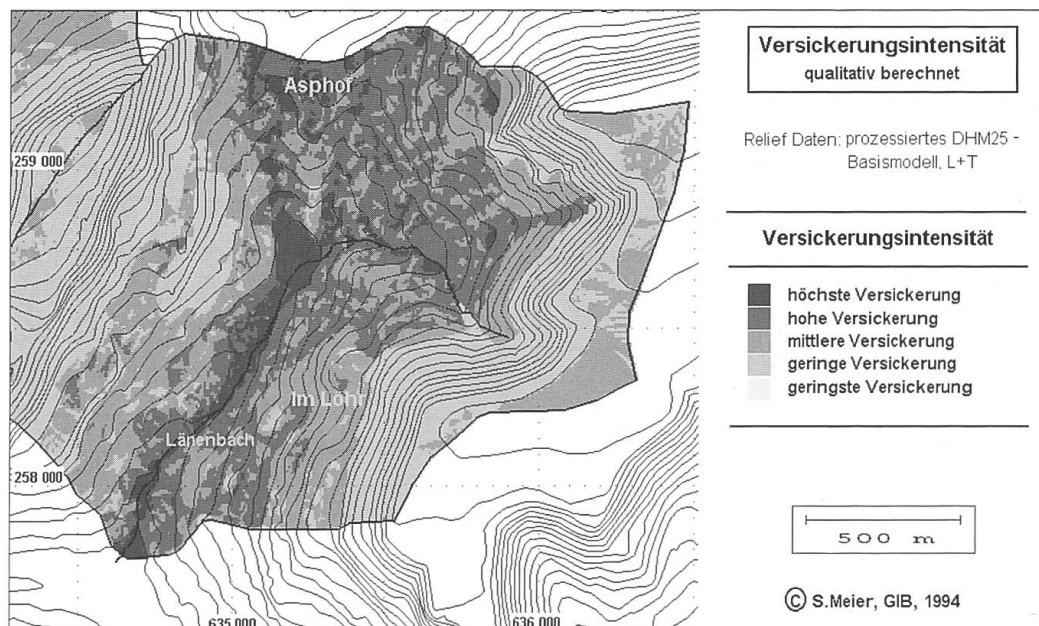 Asphof
259 000
Im Lohr
Länenbach
258 000
635 000
636 000
Versickerungsintensität
qualitativ berechnet
Relief Daten: prozessiertes DHM25 -
Basismodell, L+T
Versickerungsintensität
höchste Versickerung
hohe Versickerung
mittlere Versickerung
geringe Versickerung
geringste Versickerung
500 m
© S.Meier, GIB, 1994